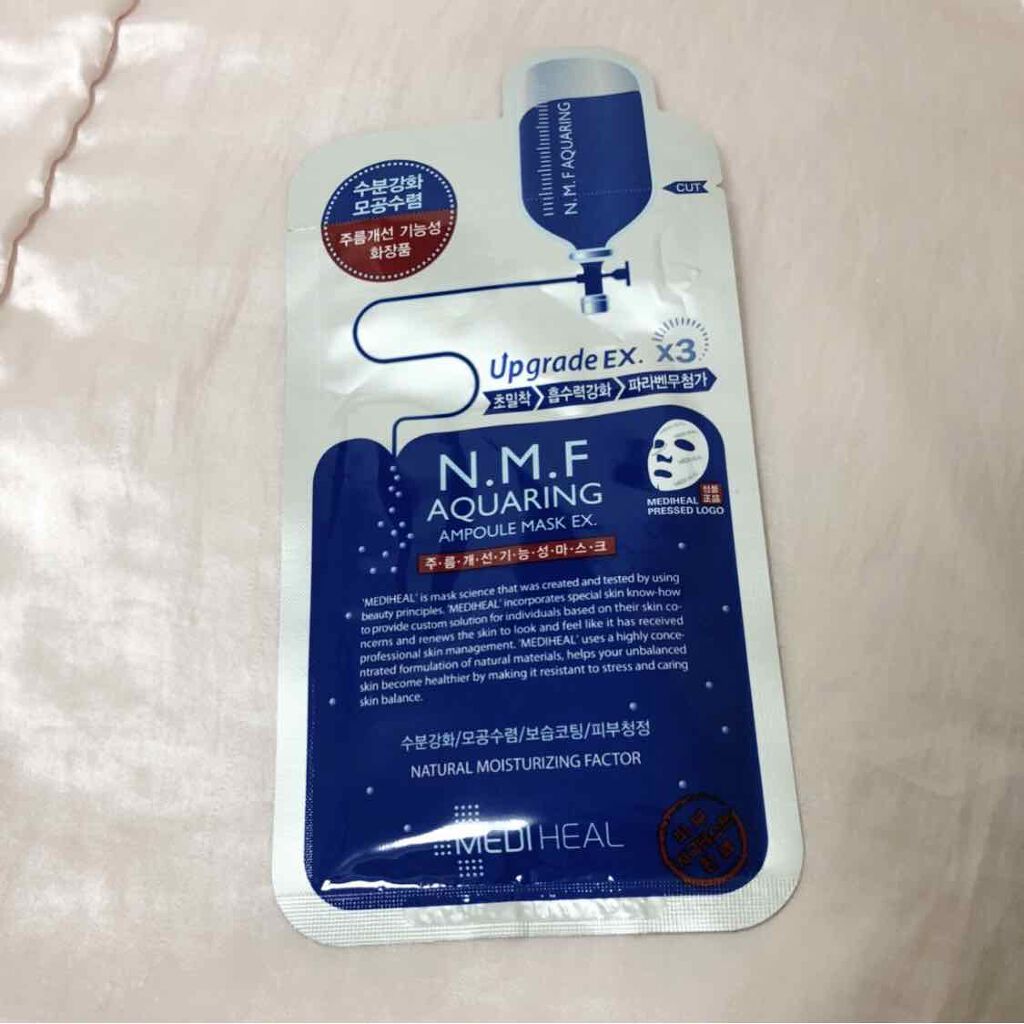 N.M.F AQUARING
CUT
수분강화
모공수렴
주름개선 기능성
화장품
Upgrade EX. x3
초밀착 흡수력강화 파라벤무첨가
N.M.F
AQUARING
AMPOULE MASK EX.
주·름·개·선·기·능·성·마·스·크
MEDIHEAL
PRESSED LOGO
正品
'MEDIHEAL' is mask science that was created and tested by using
beauty principles. 'MEDIHEAL' incorporates special skin know-how
to provide custom solution for individuals based on their skin co-
ncerns and renews the skin to look and feel like it has received
professional skin management. 'MEDIHEAL' uses a highly conce-
ntrated formulation of natural materials, helps your unbalanced
skin become healthier by making it resistant to stress and caring
skin balance.
수분강화/모공수렴/보습코팅/피부청정
NATURAL MOISTURIZING FACTOR
MEDIHEAL